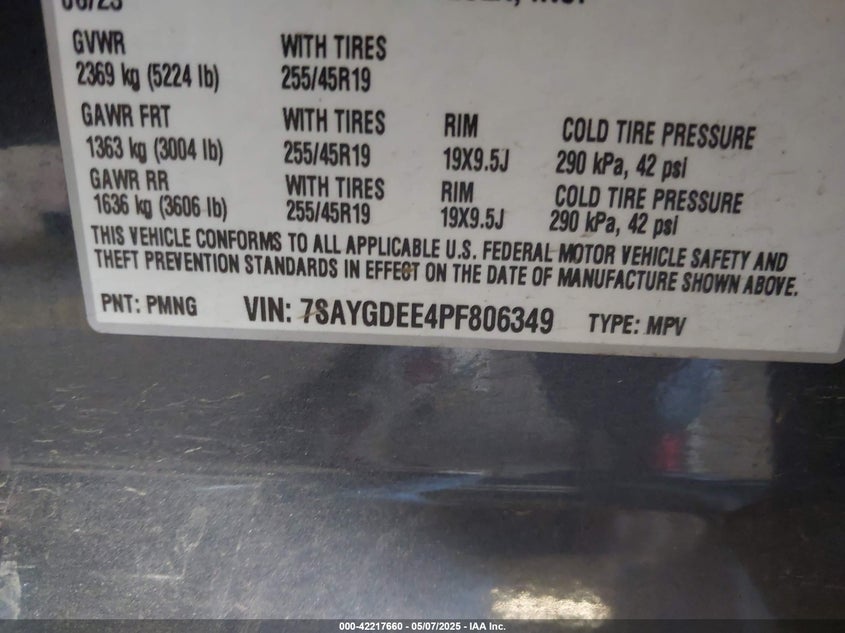 06/23 INC.
GVWR WITH TIRES
2369 kg (5224 lb) 255/45R19
GAWR FRT WITH TIRES RIM COLD TIRE PRESSURE
1363 kg (3004 lb) 255/45R19 19X9.5J 290 kPa, 42 psi
GAWR RR WITH TIRES RIM COLD TIRE PRESSURE
1636 kg (3606 lb) 255/45R19 19X9.5J 290 kPa, 42 psi
THIS VEHICLE CONFORMS TO ALL APPLICABLE U.S. FEDERAL MOTOR VEHICLE SAFETY AND
THEFT PREVENTION STANDARDS IN EFFECT ON THE DATE OF MANUFACTURE SHOWN ABOVE.
PNT: PMNG VIN: 7SAYGDEE4PF806349 TYPE: MPV
000-42217660 - 05/07/2025 - IAA Inc.